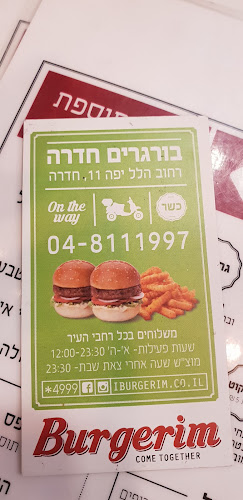 תוספת
בורגרים חדרה
רחוב הלל יפה 11, חדרה
On the way
כשר
04-8111997
משלוחים בכל רחבי העיר
שעות פעילות- א'-ה' 12:00-23:30
מוצ"ש שעה אחרי צאת שבת- 23:30
*4999 IBURGERIM.CO.IL
Burgerim
COME TOGETHER